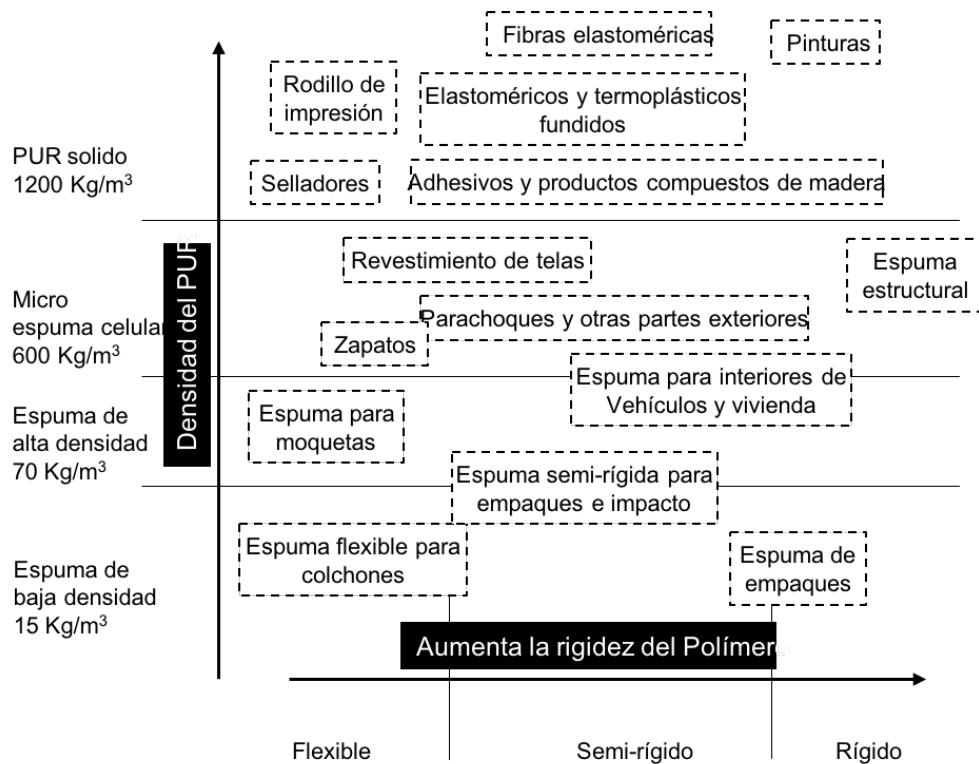 Fibras elastoméricas
Pinturas
Rodillo de
impresión
Elastoméricos y termoplásticos
fundidos
PUR solido
1200 Kg/m³
Selladores
Adhesivos y productos compuestos de madera
Densidad del PUR
Revestimiento de telas
Espuma
estructural
Micro
espuma celular
600 Kg/m³
Parachoques y otras partes exteriores
Zapatos
Espuma para interiores de
Vehículos y vivienda
Espuma de
alta densidad
70 Kg/m³
Espuma para
moquetas
Espuma semi-rígida para
empaques e impacto
Espuma flexible para
colchones
Espuma de
empaques
Espuma de
baja densidad
15 Kg/m³
Aumenta la rigidez del Polímero
Flexible
Semi-rígido
Rígido